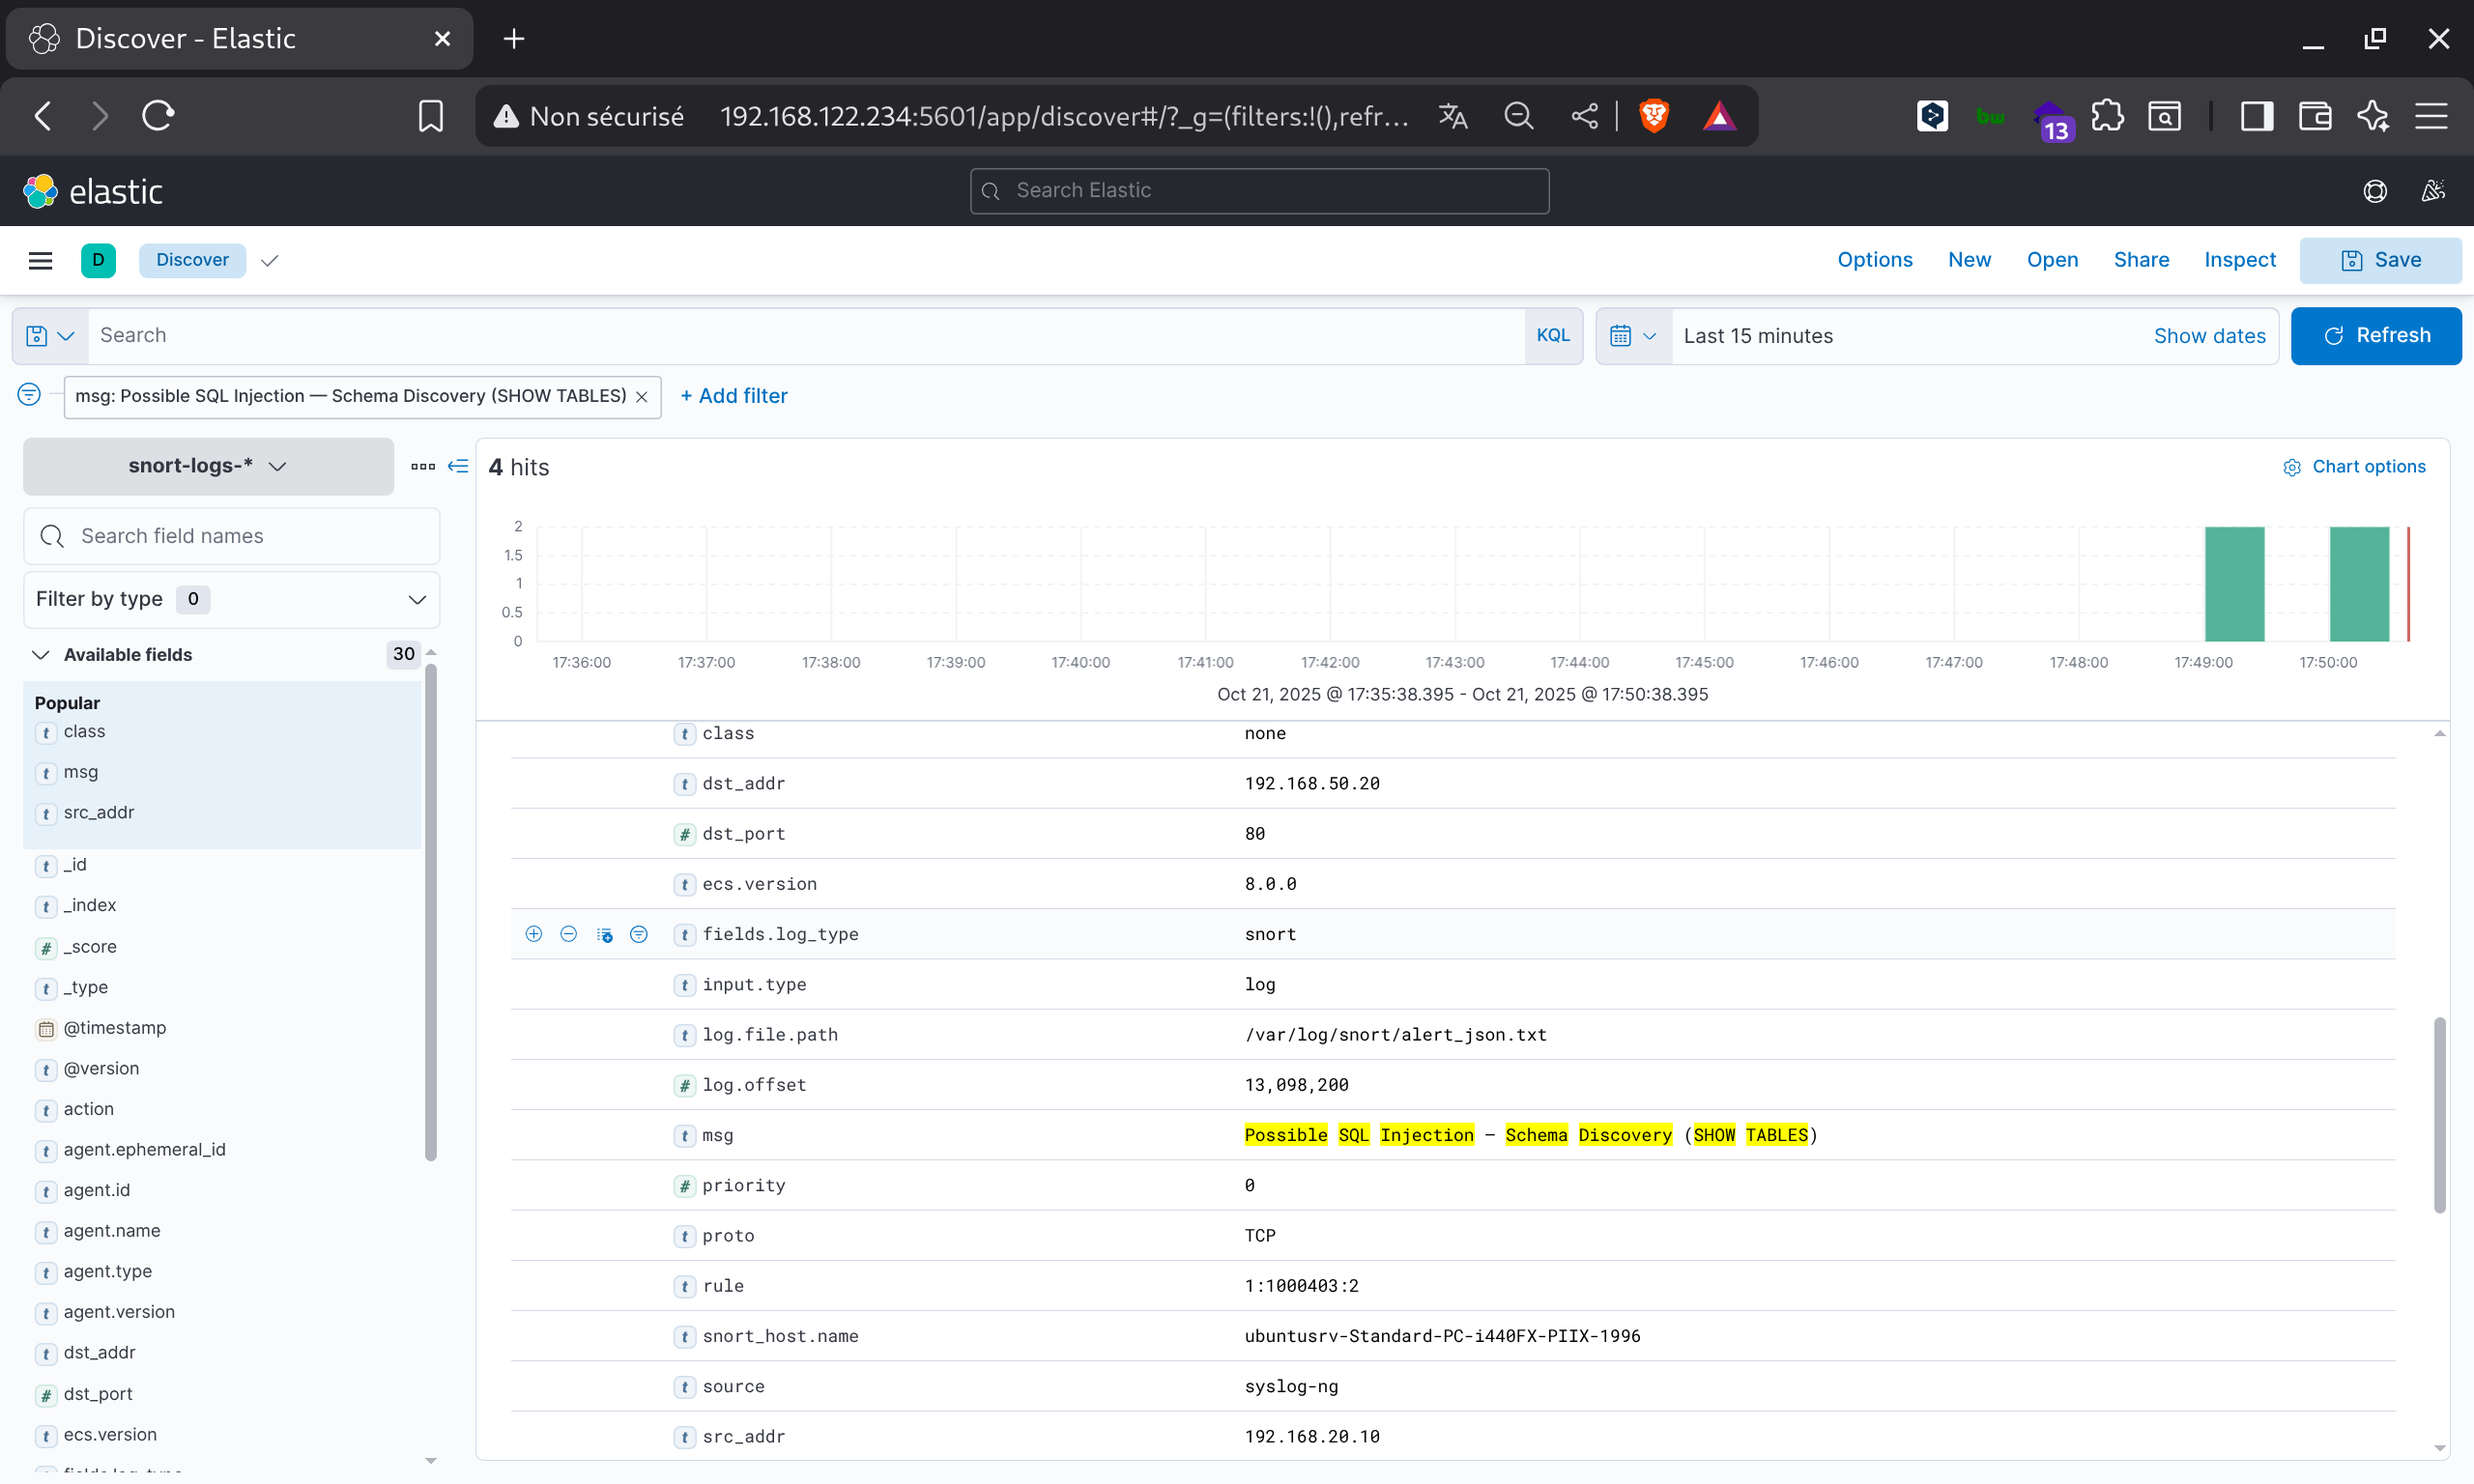 Discover - Elastic
Non sécurisé 192.168.122.234:5601/app/discover#/?_g=(filters:!(),refr... bw 13
elastic Search Elastic
D Discover Options New Open Share Inspect Save
Search KQL Last 15 minutes Show dates Refresh
msg: Possible SQL Injection — Schema Discovery (SHOW TABLES) + Add filter
snort-logs-*
Search field names
Filter by type 0
Available fields 30
Popular
t class
t msg
t src_addr
t _id
t _index
# _score
t _type
@timestamp
t @version
t action
t agent.ephemeral_id
t agent.id
t agent.name
t agent.type
t agent.version
t dst_addr
# dst_port
t ecs.version
t fields.log_type
4 hits Chart options
2
1.5
1
0.5
0
17:36:00 17:37:00 17:38:00 17:39:00 17:40:00 17:41:00 17:42:00 17:43:00 17:44:00 17:45:00 17:46:00 17:47:00 17:48:00 17:49:00 17:50:00
Oct 21, 2025 @ 17:35:38.395 - Oct 21, 2025 @ 17:50:38.395
t class none
t dst_addr 192.168.50.20
# dst_port 80
t ecs.version 8.0.0
t fields.log_type snort
t input.type log
t log.file.path /var/log/snort/alert_json.txt
# log.offset 13,098,200
t msg Possible SQL Injection — Schema Discovery (SHOW TABLES)
# priority 0
t proto TCP
t rule 1:1000403:2
t snort_host.name ubuntusrv-Standard-PC-i440FX-PIIX-1996
t source syslog-ng
t src_addr 192.168.20.10